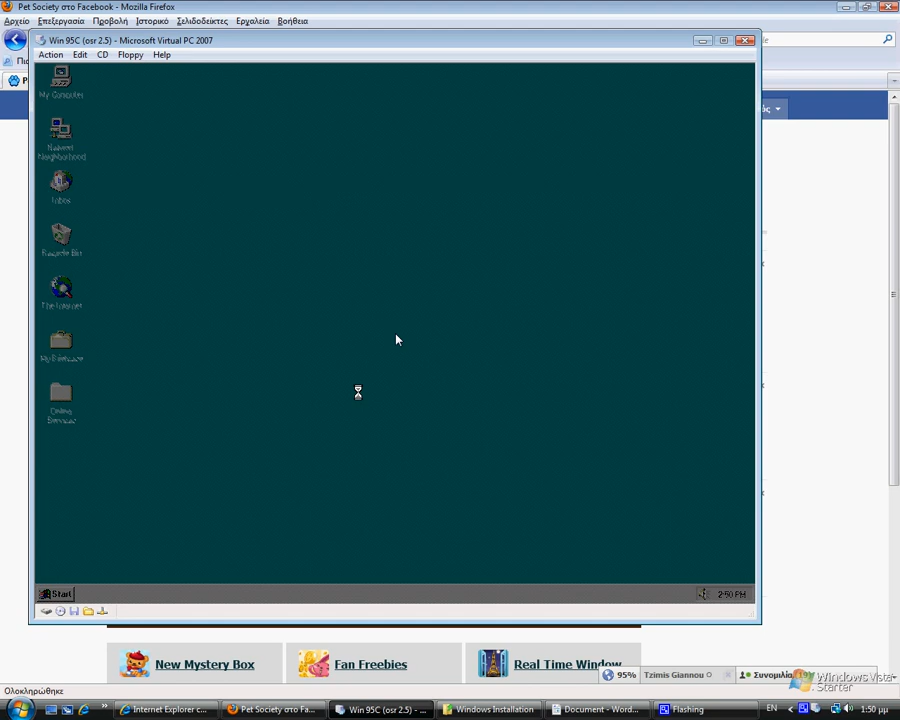 Pet Society στο Facebook - Mozilla Firefox
Αρχείο Επεξεργασία Προβολή Ιστορικό Σελιδοδείκτες Εργαλεία Βοήθεια
Win 95C (osr 2.5) - Microsoft Virtual PC 2007
Action Edit CD Floppy Help
My Computer
Network
Neighborhood
Inbox
Recycle Bin
The Internet
My Briefcase
Online
Services
Start
2:50 PM
New Mystery Box
Fan Freebies
Real Time Window
95%
Tzimis Giannou
Windows Vista
Starter
Ολοκληρώθηκε
Internet Explorer c...
Pet Society στο Fa...
Win 95C (osr 2.5) - ...
Windows Installation
Document - Word...
Flashing
EN
1:50 μμ